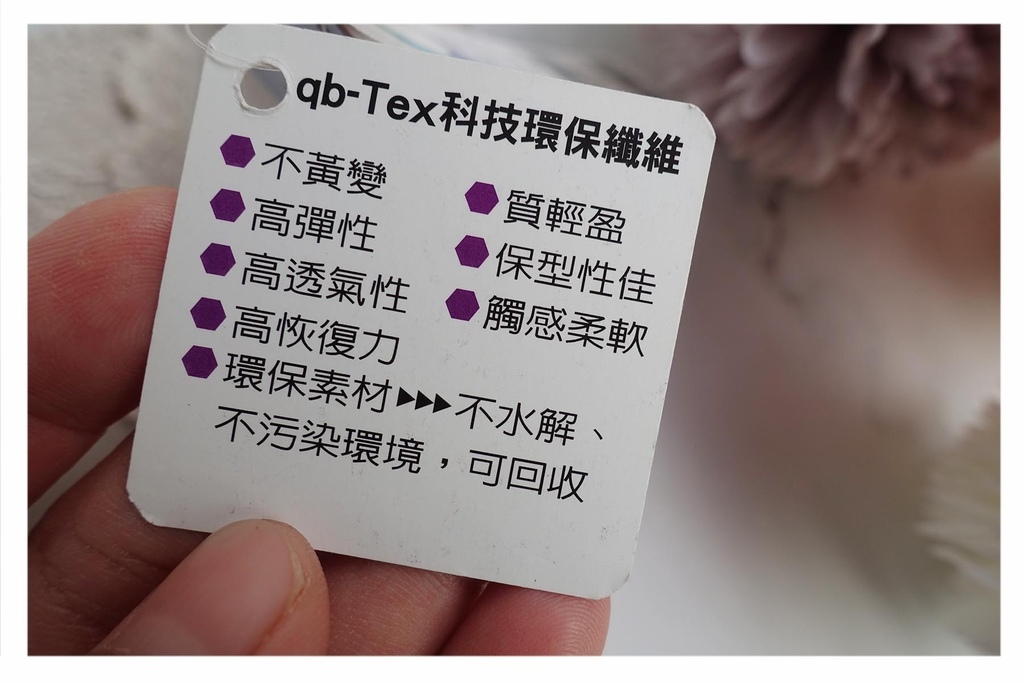 qb-Tex科技環保纖維
不黃變
高彈性
高透氣性
高恢復力
質輕盈
保型性佳
觸感柔軟
環保素材▶▶▶不水解、
不污染環境，可回收